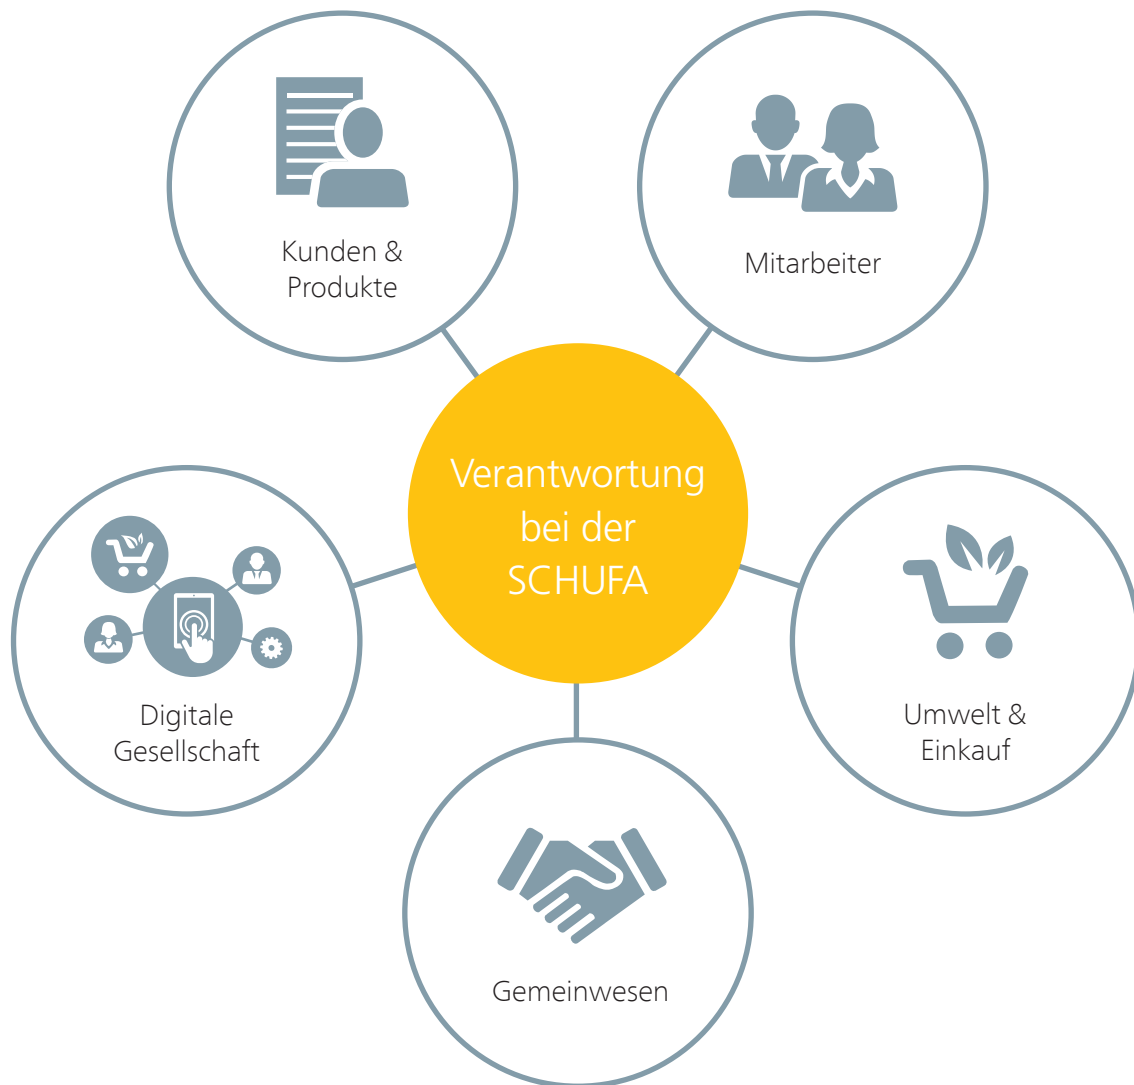 Kunden &
Produkte
Mitarbeiter
Verantwortung
bei der
SCHUFA
Digitale
Gesellschaft
Umwelt &
Einkauf
Gemeinwesen